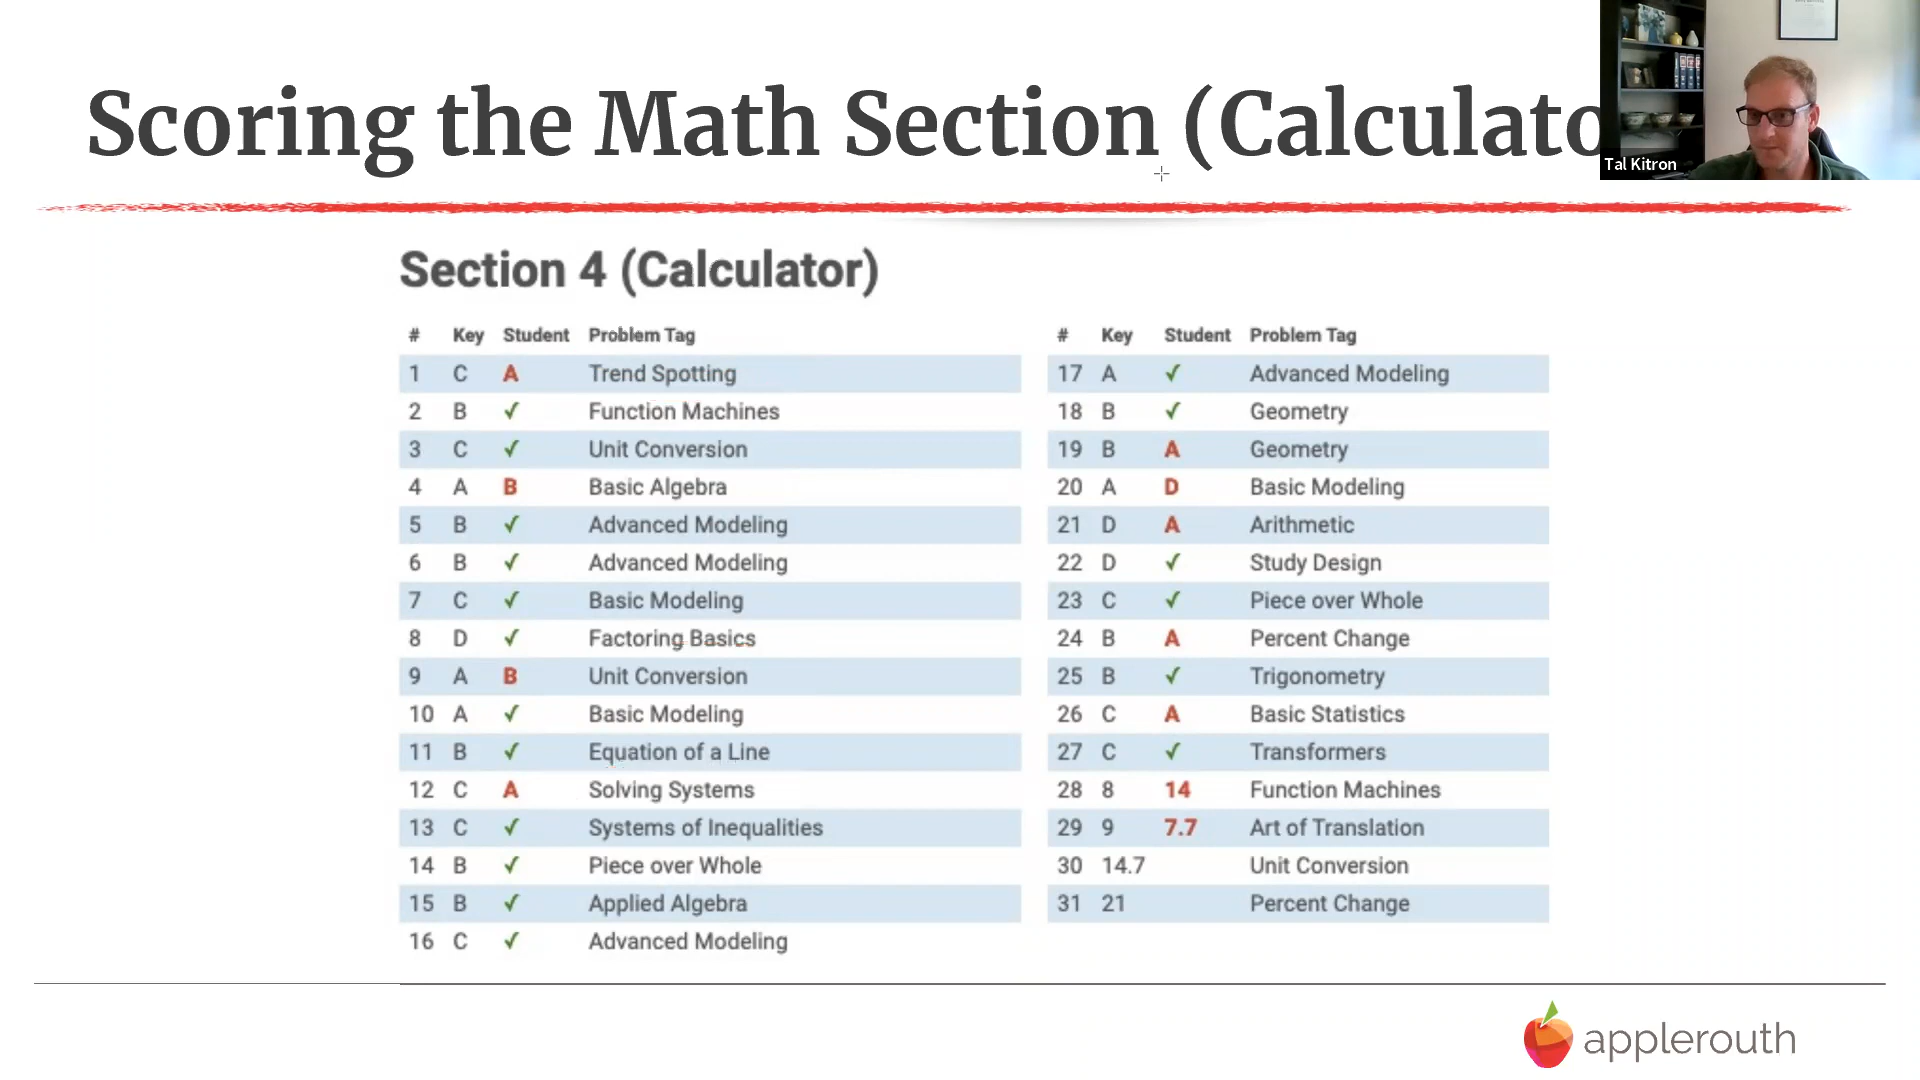 Scoring the Math Section (Calculato
Tal Kitron
Section 4 (Calculator)
# Key Student Problem Tag
1 C A Trend Spotting
2 B ✓ Function Machines
3 C ✓ Unit Conversion
4 A B Basic Algebra
5 B ✓ Advanced Modeling
6 B ✓ Advanced Modeling
7 C ✓ Basic Modeling
8 D ✓ Factoring Basics
9 A B Unit Conversion
10 A ✓ Basic Modeling
11 B ✓ Equation of a Line
12 C A Solving Systems
13 C ✓ Systems of Inequalities
14 B ✓ Piece over Whole
15 B ✓ Applied Algebra
16 C ✓ Advanced Modeling
# Key Student Problem Tag
17 A ✓ Advanced Modeling
18 B ✓ Geometry
19 B A Geometry
20 A D Basic Modeling
21 D A Arithmetic
22 D ✓ Study Design
23 C ✓ Piece over Whole
24 B A Percent Change
25 B ✓ Trigonometry
26 C A Basic Statistics
27 C ✓ Transformers
28 8 14 Function Machines
29 9 7.7 Art of Translation
30 14.7 Unit Conversion
31 21 Percent Change
applerouth